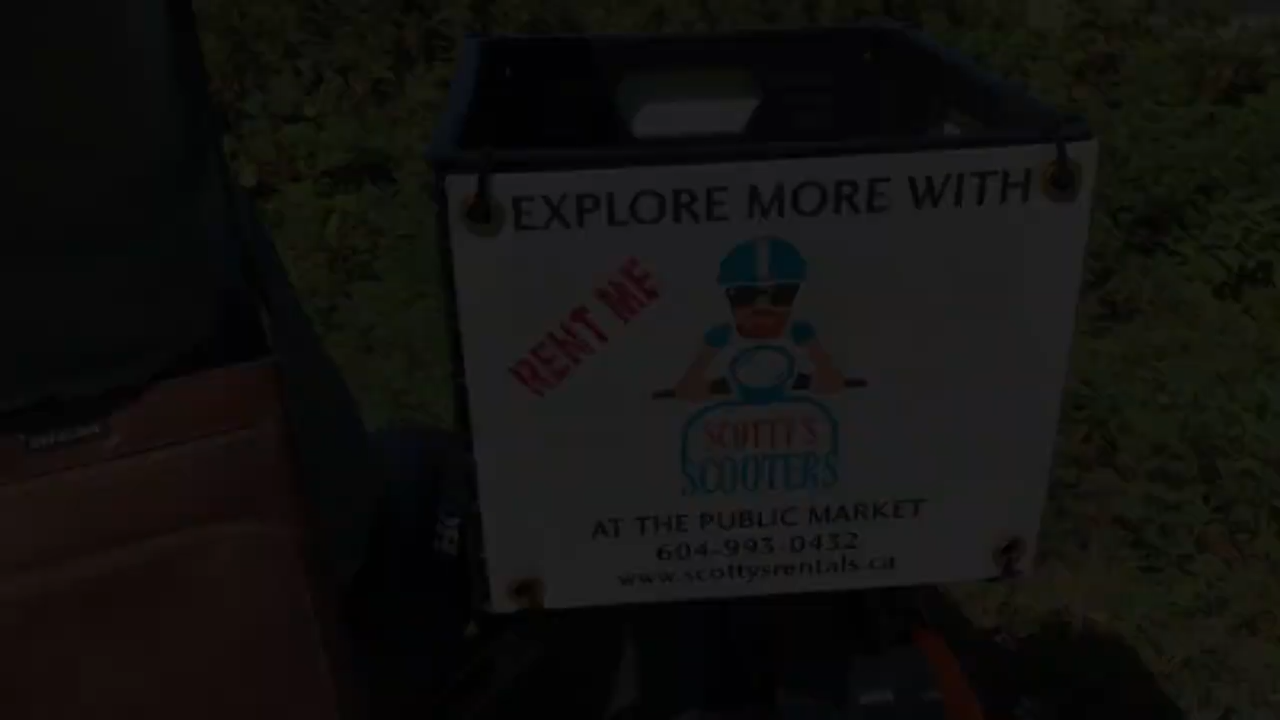 EXPLORE MORE WITH
RENT ME
SCOTTY'S
SCOOTERS
AT THE PUBLIC MARKET
604-993-0432
www.scottysrentals.ca